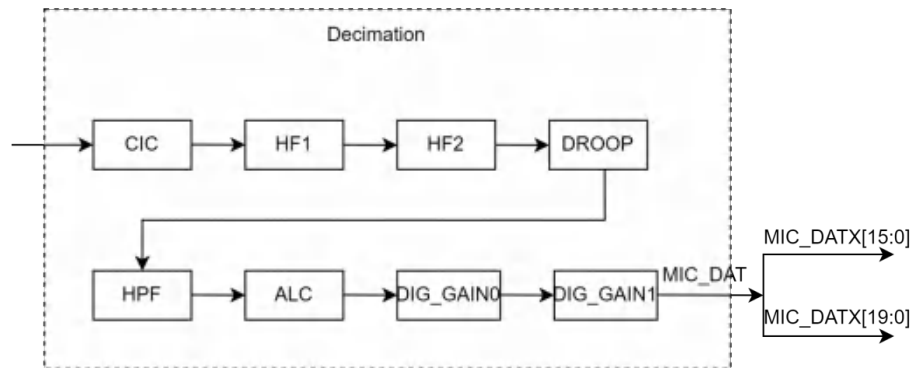 Decimation
CIC
HF1
HF2
DROOP
HPF
ALC
DIG_GAIN0
DIG_GAIN1
MIC_DAT
MIC_DATX[15:0]
MIC_DATX[19:0]